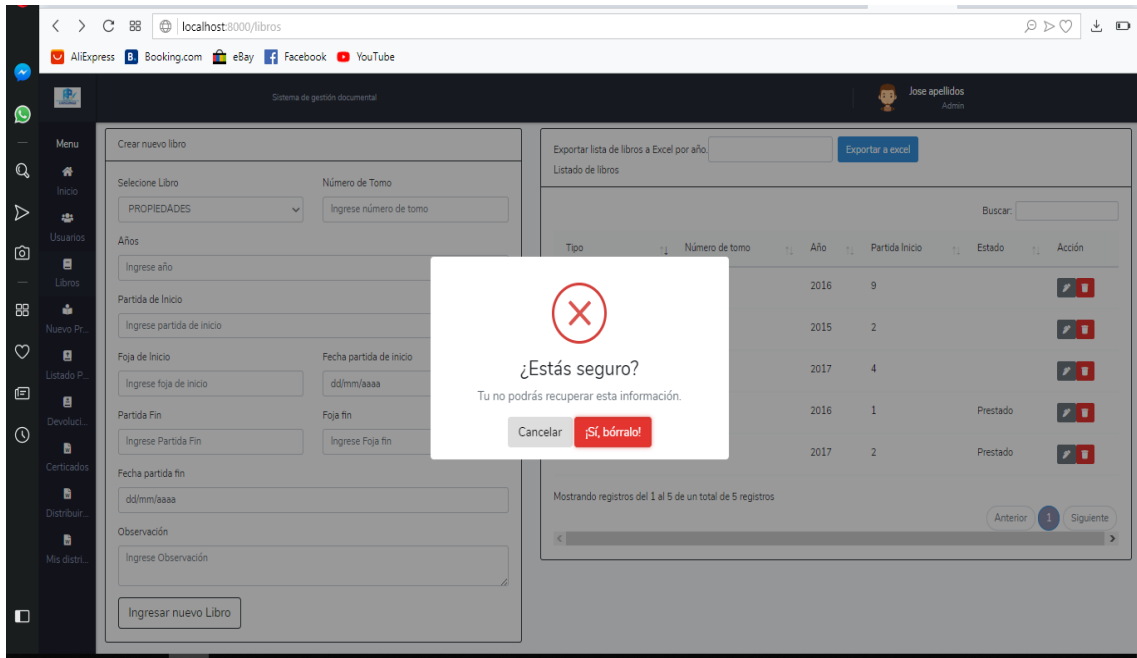 localhost:8000/libros
AliExpress B. Booking.com eBay Facebook YouTube
Sistema de gestión documental
Jose apellidos
Admin
Menu
Inicio
Usuarios
Libros
Nuevo Pr...
Listado P...
Devoluci...
Certicados
Distribuir...
Mis distri...
Crear nuevo libro
Selecione Libro Número de Tomo
PROPIEDADES Ingrese número de tomo
Años
Ingrese año
Partida de Inicio
Ingrese partida de inicio
Foja de Inicio Fecha partida de inicio
Ingrese foja de inicio dd/mm/aaaa
Partida Fin Foja fin
Ingrese Partida Fin Ingrese Foja fin
Fecha partida fin
dd/mm/aaaa
Observación
Ingrese Observación
Ingresar nuevo Libro
¿Estás seguro?
Tu no podrás recuperar esta información.
Cancelar ¡Sí, bórralo!
Exportar lista de libros a Excel por año. Exportar a excel
Listado de libros
Buscar:
Tipo Número de tomo Año Partida Inicio Estado Acción
2016 9
2015 2
2017 4
2016 1 Prestado
2017 2 Prestado
Mostrando registros del 1 al 5 de un total de 5 registros
Anterior 1 Siguiente